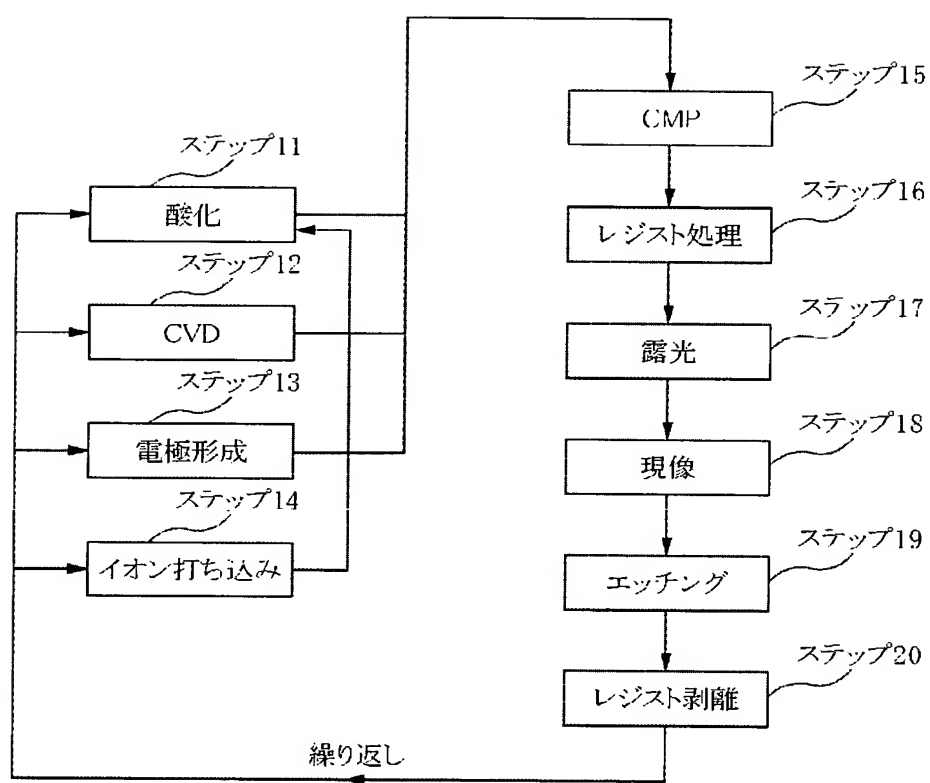 ステップ11
酸化
ステップ12
CVD
ステップ13
電極形成
ステップ14
イオン打ち込み
ステップ15
CMP
ステップ16
レジスト処理
ステップ17
露光
ステップ18
現像
ステップ19
エッチング
ステップ20
レジスト剥離
繰り返し